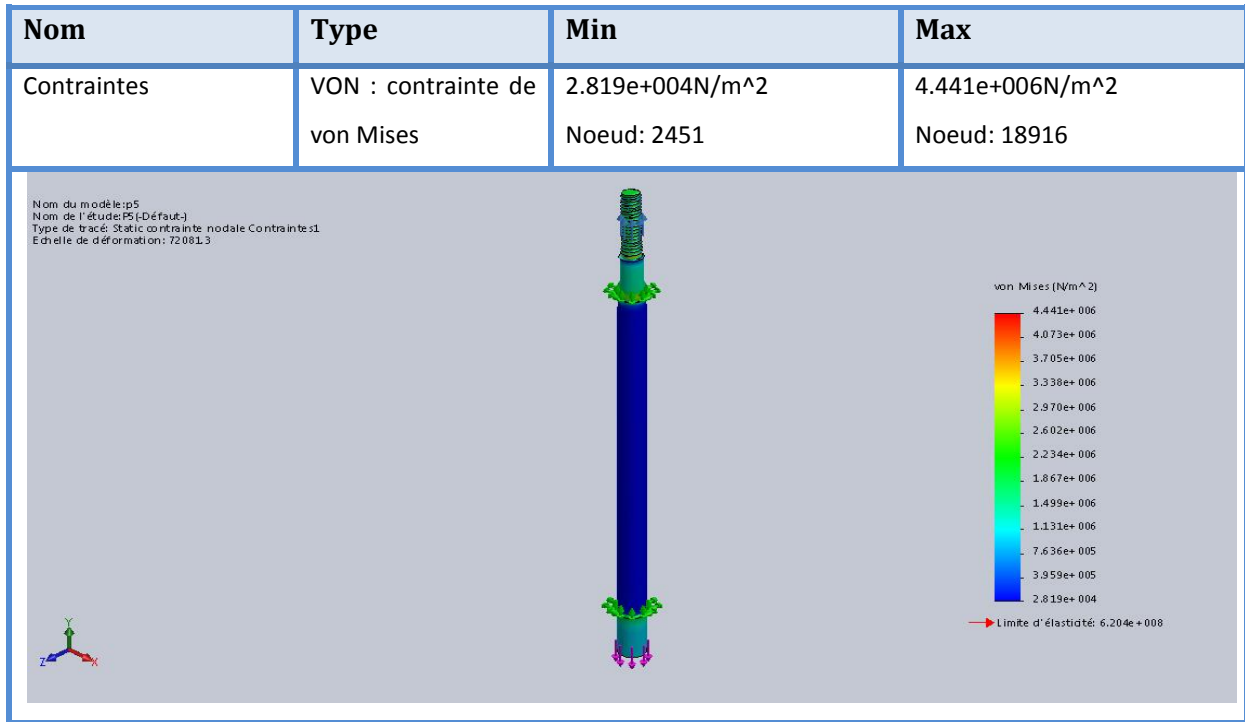 Nom Type Min Max
Contraintes VON : contrainte de 2.819e+004N/m^2 4.441e+006N/m^2
von Mises Noeud: 2451 Noeud: 18916
Nom du modèle:p5
Nom de l'étude:P5(-Défaut-)
Type de tracé: Static contrainte nodale Contraintes1
Echelle de déformation: 72081.3
von Mises (N/m^2)
4.441e+006
4.073e+006
3.705e+006
3.338e+006
2.970e+006
2.602e+006
2.234e+006
1.867e+006
1.499e+006
1.131e+006
7.636e+005
3.959e+005
2.819e+004
Limite d'élasticité: 6.204e+008
Y
Z
X